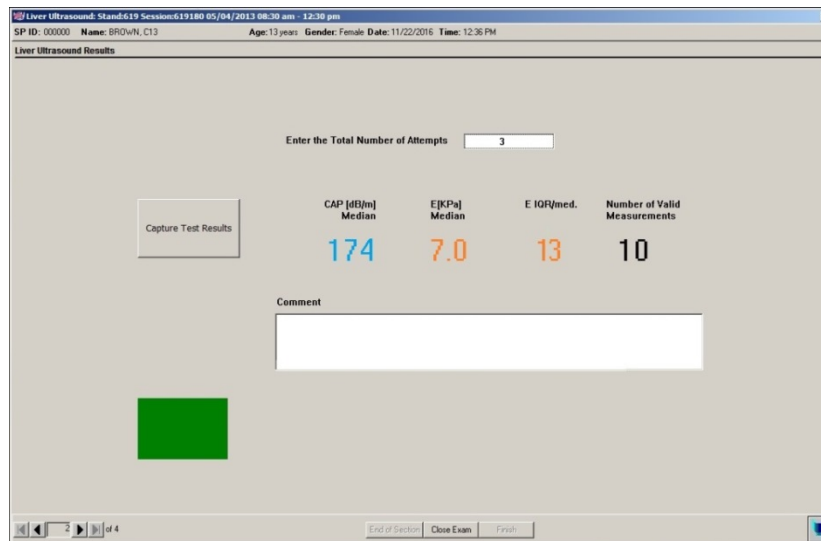 Liver Ultrasound: Stand:619 Session:619180 05/04/2013 08:30 am - 12:30 pm
SP ID: 000000 Name: BROWN, C13 Age: 13 years Gender: Female Date: 11/22/2016 Time: 12:36 PM
Liver Ultrasound Results
Enter the Total Number of Attempts 3
Capture Test Results
CAP [dB/m] Median
E[KPa] Median
E IQR/med.
Number of Valid Measurements
174 7.0 13 10
Comment
2 of 4
End of Section Close Exam Finish